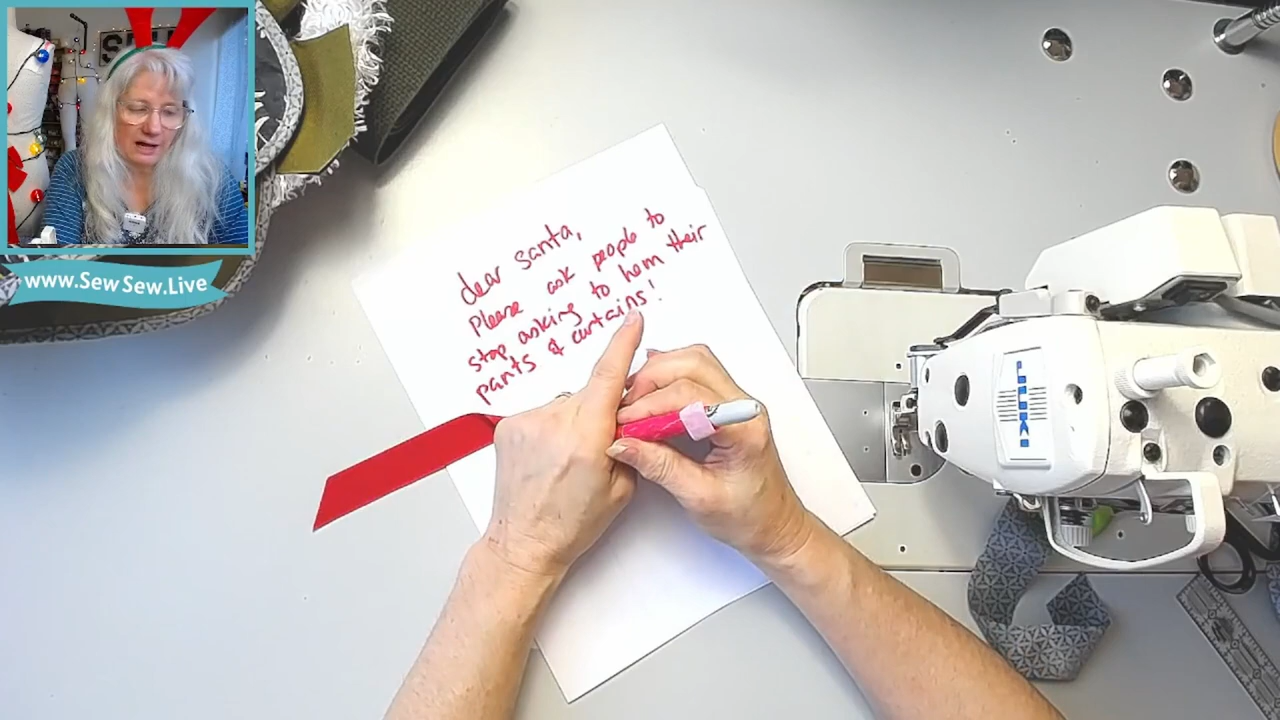 www.SewSew.Live
dear Santa,
Please ask people to
stop asking to hem their
pants & curtains!
JUKI